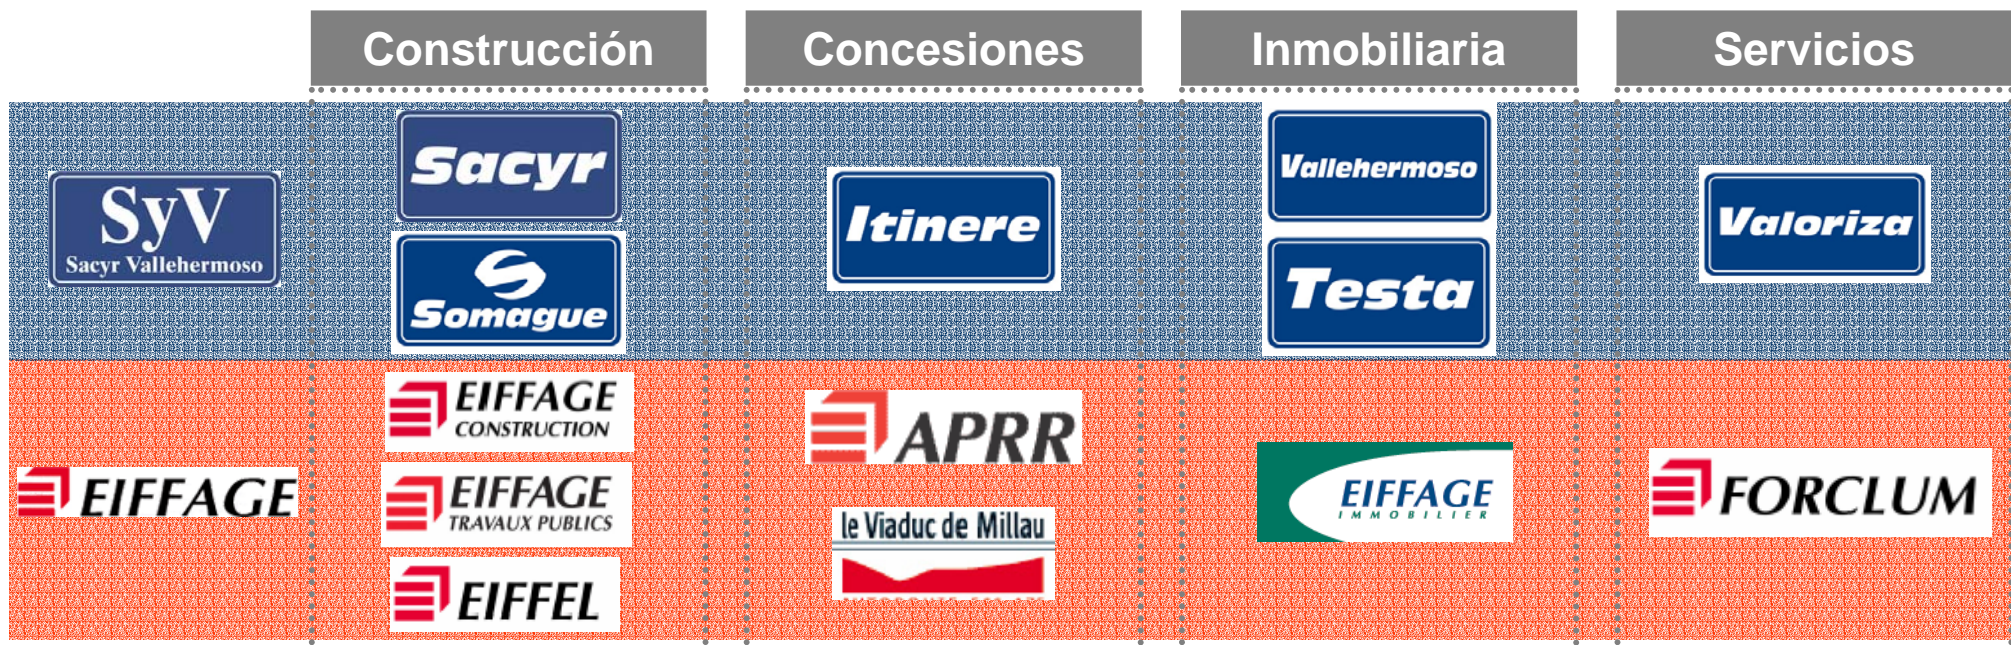 Construcción
Concesiones
Inmobiliaria
Servicios
SyV
Sacyr Vallehermoso
Sacyr
Somague
Itinere
Vallehermoso
Testa
Valoriza
EIFFAGE
EIFFAGE
CONSTRUCTION
EIFFAGE
TRAVAUX PUBLICS
EIFFEL
APRR
le Viaduc de Millau
EIFFAGE
IMMOBILIER
FORCLUM